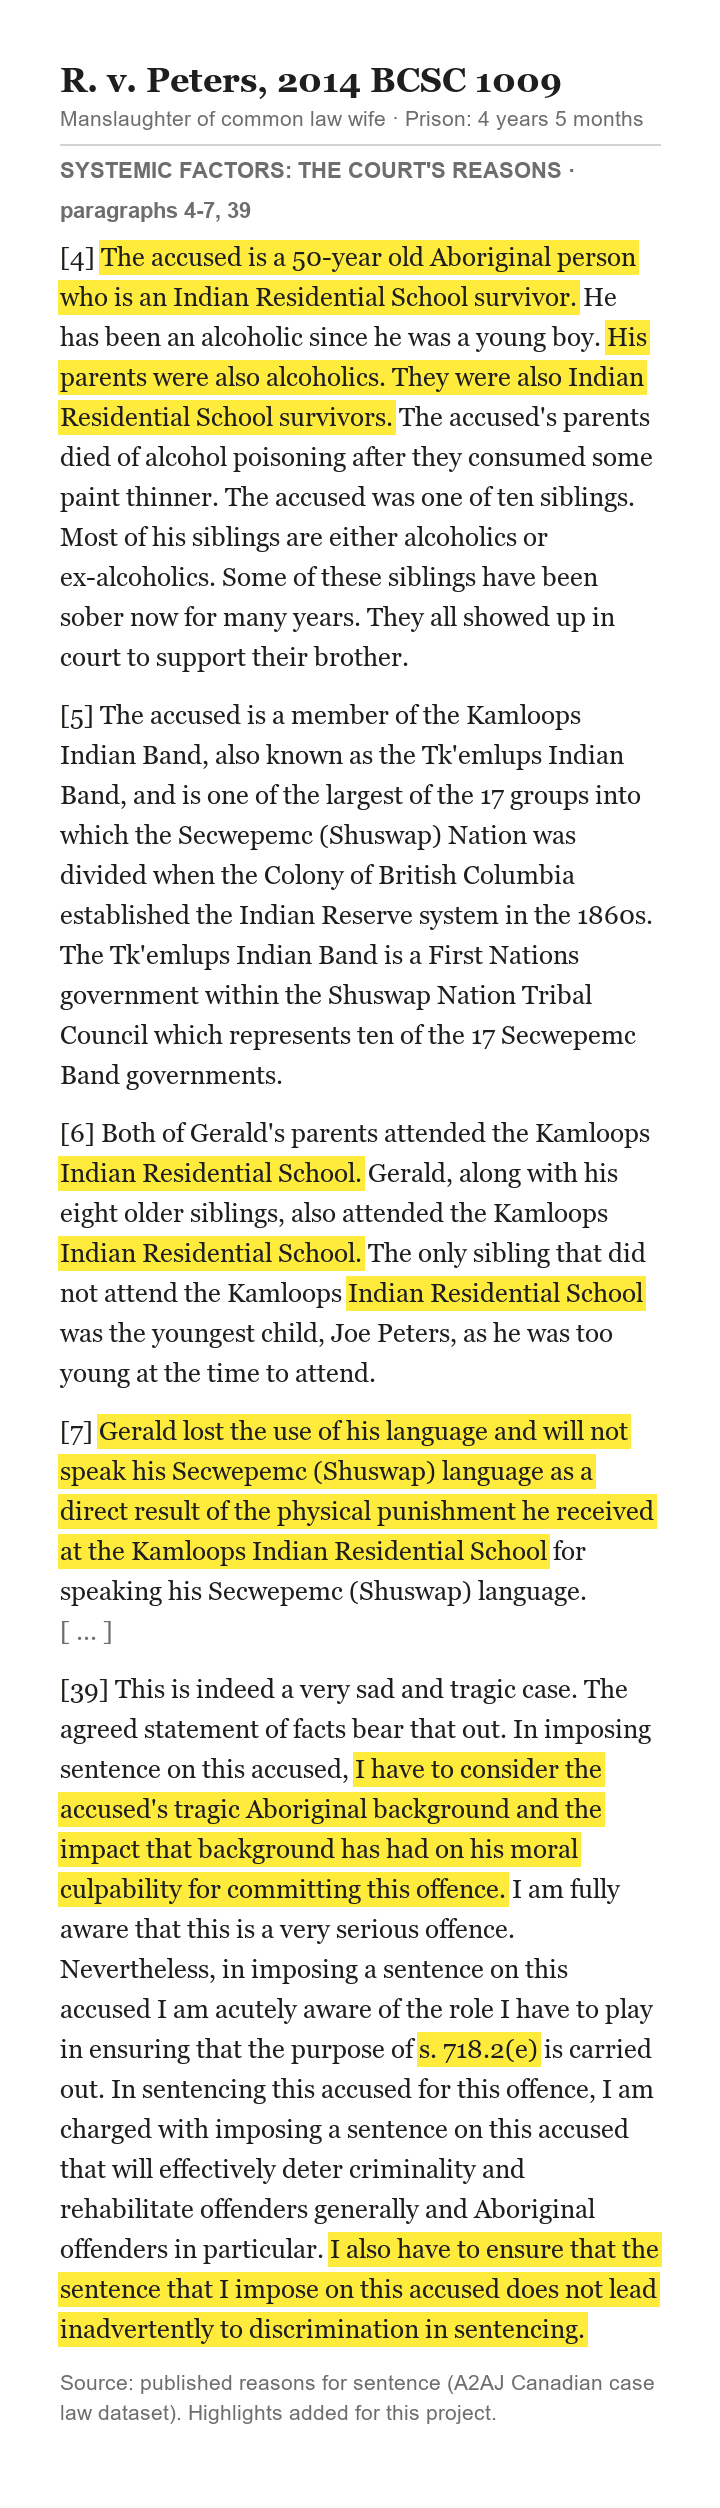 R. v. Peters, 2014 BCSC 1009
Manslaughter of common law wife · Prison: 4 years 5 months
SYSTEMIC FACTORS: THE COURT'S REASONS ·
paragraphs 4-7, 39
[4] The accused is a 50-year old Aboriginal person
who is an Indian Residential School survivor. He
has been an alcoholic since he was a young boy. His
parents were also alcoholics. They were also Indian
Residential School survivors. The accused's parents
died of alcohol poisoning after they consumed some
paint thinner. The accused was one of ten siblings.
Most of his siblings are either alcoholics or
ex-alcoholics. Some of these siblings have been
sober now for many years. They all showed up in
court to support their brother.
[5] The accused is a member of the Kamloops
Indian Band, also known as the Tk'emlups Indian
Band, and is one of the largest of the 17 groups into
which the Secwepemc (Shuswap) Nation was
divided when the Colony of British Columbia
established the Indian Reserve system in the 1860s.
The Tk'emlups Indian Band is a First Nations
government within the Shuswap Nation Tribal
Council which represents ten of the 17 Secwepemc
Band governments.
[6] Both of Gerald's parents attended the Kamloops
Indian Residential School. Gerald, along with his
eight older siblings, also attended the Kamloops
Indian Residential School. The only sibling that did
not attend the Kamloops Indian Residential School
was the youngest child, Joe Peters, as he was too
young at the time to attend.
[7] Gerald lost the use of his language and will not
speak his Secwepemc (Shuswap) language as a
direct result of the physical punishment he received
at the Kamloops Indian Residential School for
speaking his Secwepemc (Shuswap) language.
[ ... ]
[39] This is indeed a very sad and tragic case. The
agreed statement of facts bear that out. In imposing
sentence on this accused, I have to consider the
accused's tragic Aboriginal background and the
impact that background has had on his moral
culpability for committing this offence. I am fully
aware that this is a very serious offence.
Nevertheless, in imposing a sentence on this
accused I am acutely aware of the role I have to play
in ensuring that the purpose of s. 718.2(e) is carried
out. In sentencing this accused for this offence, I am
charged with imposing a sentence on this accused
that will effectively deter criminality and
rehabilitate offenders generally and Aboriginal
offenders in particular. I also have to ensure that the
sentence that I impose on this accused does not lead
inadvertently to discrimination in sentencing.
Source: published reasons for sentence (A2AJ Canadian case
law dataset). Highlights added for this project.